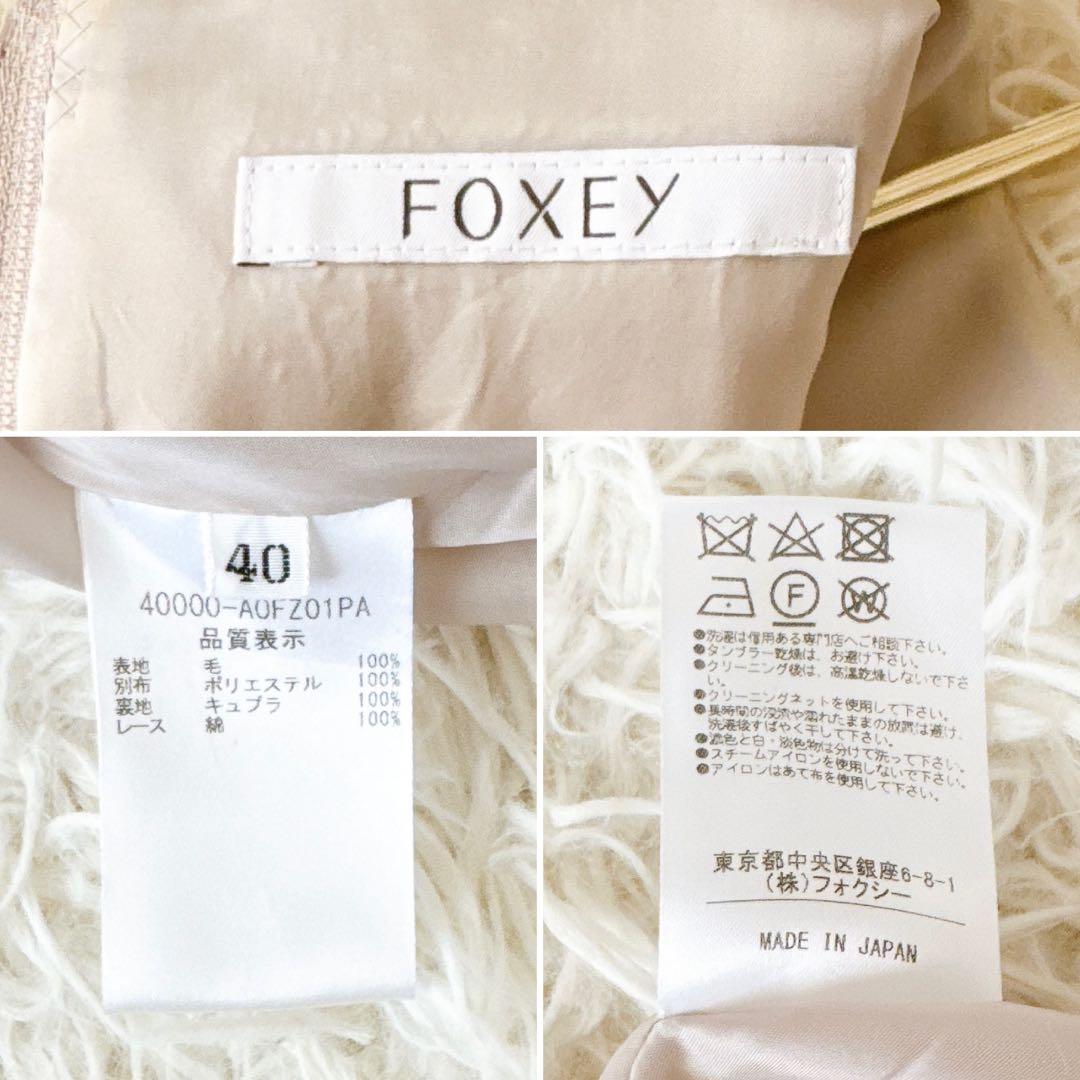 FOXEY
40
40000-A0FZ01PA
品質表示
表地 毛 100%
別布 ポリエステル 100%
裏地 キュプラ 100%
レース 綿 100%
F
W
洗濯は信用ある専門店へご相談下さい。
タンブラー乾燥は、お避け下さい。
クリーニング後は、高温乾燥しないで下さ
い。
クリーニングネットを使用して下さい。
長時間の浸漬や濡れたままの放置は避け、
洗濯後すばやく干して下さい。
濃色と白・淡色物は分けて洗って下さい。
スチームアイロンを使用しないで下さい。
アイロンはあて布を使用して下さい。
東京都中央区銀座6-8-1
(株)フォクシー
MADE IN JAPAN